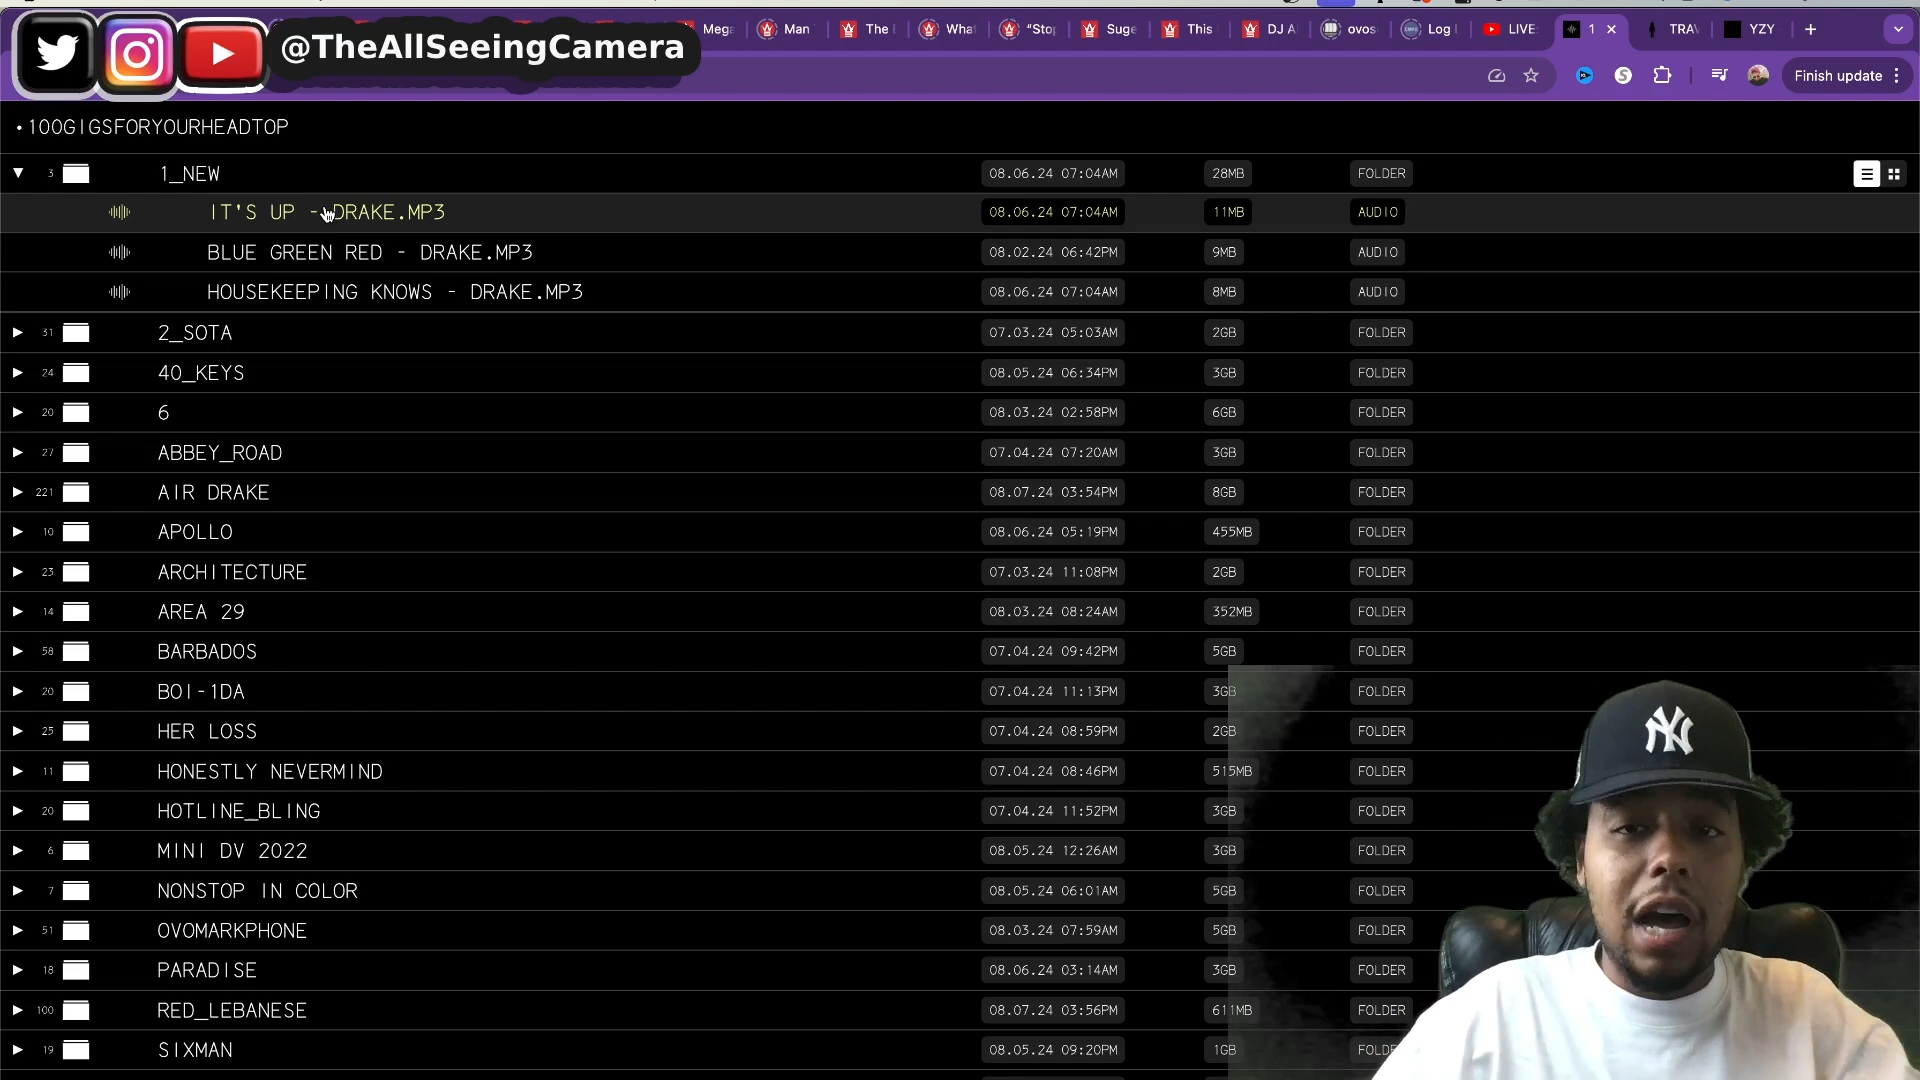 Mega
Man
The
What
"Stop
Suge
This
DJ A
ovos
Log
LIVE
1
TRA
YZY
@TheAllSeeingCamera
Finish update
•100GIGSFORYOURHEADTOP
3 1_NEW 08.06.24 07:04AM 28MB FOLDER
IT'S UP - DRAKE.MP3 08.06.24 07:04AM 11MB AUDIO
BLUE GREEN RED - DRAKE.MP3 08.02.24 06:42PM 9MB AUDIO
HOUSEKEEPING KNOWS - DRAKE.MP3 08.06.24 07:04AM 8MB AUDIO
31 2_SOTA 07.03.24 05:03AM 2GB FOLDER
24 40_KEYS 08.05.24 06:34PM 3GB FOLDER
20 6 08.03.24 02:58PM 6GB FOLDER
27 ABBEY_ROAD 07.04.24 07:20AM 3GB FOLDER
221 AIR DRAKE 08.07.24 03:54PM 8GB FOLDER
10 APOLLO 08.06.24 05:19PM 455MB FOLDER
23 ARCHITECTURE 07.03.24 11:08PM 2GB FOLDER
14 AREA 29 08.03.24 08:24AM 352MB FOLDER
58 BARBADOS 07.04.24 09:42PM 5GB FOLDER
20 BOI-1DA 07.04.24 11:13PM 3GB FOLDER
25 HER LOSS 07.04.24 08:59PM 2GB FOLDER
11 HONESTLY NEVERMIND 07.04.24 08:46PM 515MB FOLDER
20 HOTLINE_BLING 07.04.24 11:52PM 3GB FOLDER
6 MINI DV 2022 08.05.24 12:26AM 3GB FOLDER
7 NONSTOP IN COLOR 08.05.24 06:01AM 5GB FOLDER
51 OVOMARKPHONE 08.03.24 07:59AM 5GB FOLDER
18 PARADISE 08.06.24 03:14AM 3GB FOLDER
100 RED_LEBANESE 08.07.24 03:56PM 611MB FOLDER
19 SIXMAN 08.05.24 09:20PM 1GB FOLDE
NY